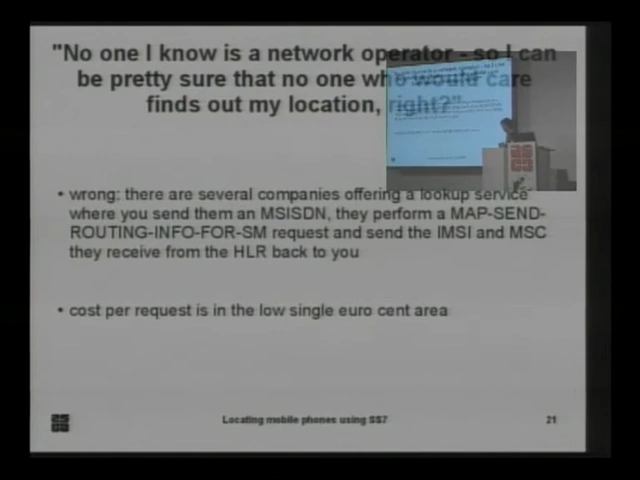 "No one I know is a network operator - so I can
be pretty sure that no one who would care
finds out my location, right?"
• wrong: there are several companies offering a lookup service
where you send them an MSISDN, they perform a MAP-SEND-
ROUTING-INFO-FOR-SM request and send the IMSI and MSC
they receive from the HLR back to you
• cost per request is in the low single euro cent area
Locating mobile phones using SS7
21